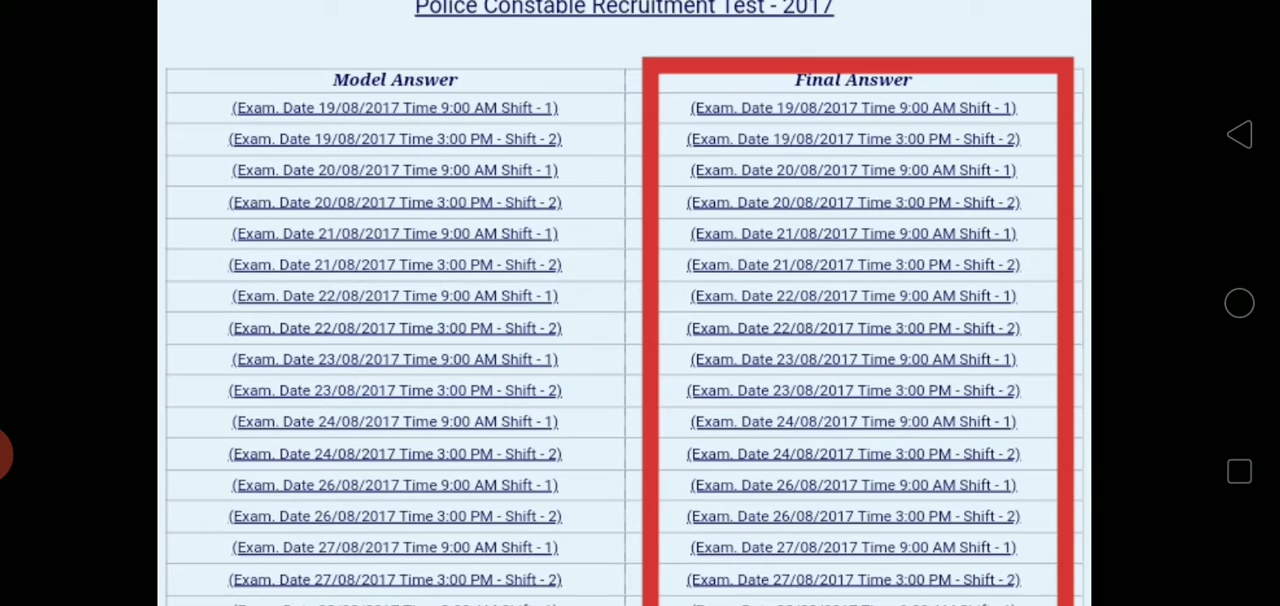 Police Constable Recruitment Test - 2017
Model Answer Final Answer
(Exam. Date 19/08/2017 Time 9:00 AM Shift - 1) (Exam. Date 19/08/2017 Time 9:00 AM Shift - 1)
(Exam. Date 19/08/2017 Time 3:00 PM - Shift - 2) (Exam. Date 19/08/2017 Time 3:00 PM - Shift - 2)
(Exam. Date 20/08/2017 Time 9:00 AM Shift - 1) (Exam. Date 20/08/2017 Time 9:00 AM Shift - 1)
(Exam. Date 20/08/2017 Time 3:00 PM - Shift - 2) (Exam. Date 20/08/2017 Time 3:00 PM - Shift - 2)
(Exam. Date 21/08/2017 Time 9:00 AM Shift - 1) (Exam. Date 21/08/2017 Time 9:00 AM Shift - 1)
(Exam. Date 21/08/2017 Time 3:00 PM - Shift - 2) (Exam. Date 21/08/2017 Time 3:00 PM - Shift - 2)
(Exam. Date 22/08/2017 Time 9:00 AM Shift - 1) (Exam. Date 22/08/2017 Time 9:00 AM Shift - 1)
(Exam. Date 22/08/2017 Time 3:00 PM - Shift - 2) (Exam. Date 22/08/2017 Time 3:00 PM - Shift - 2)
(Exam. Date 23/08/2017 Time 9:00 AM Shift - 1) (Exam. Date 23/08/2017 Time 9:00 AM Shift - 1)
(Exam. Date 23/08/2017 Time 3:00 PM - Shift - 2) (Exam. Date 23/08/2017 Time 3:00 PM - Shift - 2)
(Exam. Date 24/08/2017 Time 9:00 AM Shift - 1) (Exam. Date 24/08/2017 Time 9:00 AM Shift - 1)
(Exam. Date 24/08/2017 Time 3:00 PM - Shift - 2) (Exam. Date 24/08/2017 Time 3:00 PM - Shift - 2)
(Exam. Date 26/08/2017 Time 9:00 AM Shift - 1) (Exam. Date 26/08/2017 Time 9:00 AM Shift - 1)
(Exam. Date 26/08/2017 Time 3:00 PM - Shift - 2) (Exam. Date 26/08/2017 Time 3:00 PM - Shift - 2)
(Exam. Date 27/08/2017 Time 9:00 AM Shift - 1) (Exam. Date 27/08/2017 Time 9:00 AM Shift - 1)
(Exam. Date 27/08/2017 Time 3:00 PM - Shift - 2) (Exam. Date 27/08/2017 Time 3:00 PM - Shift - 2)